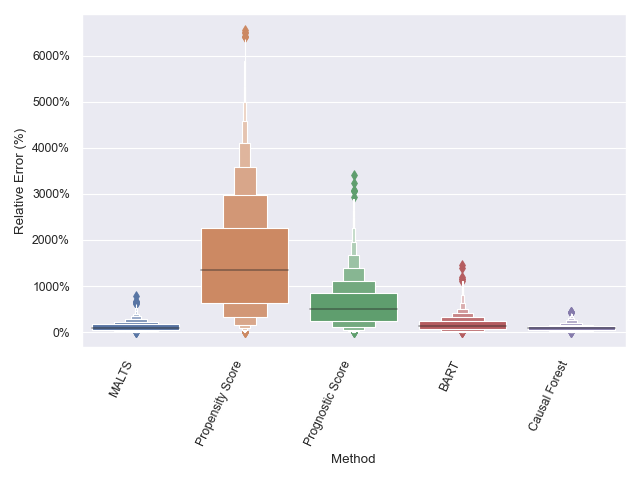 6000%
5000%
4000%
3000%
2000%
1000%
0%
Relative Error (%)
MALTS
Propensity Score
Prognostic Score
BART
Causal Forest
Method